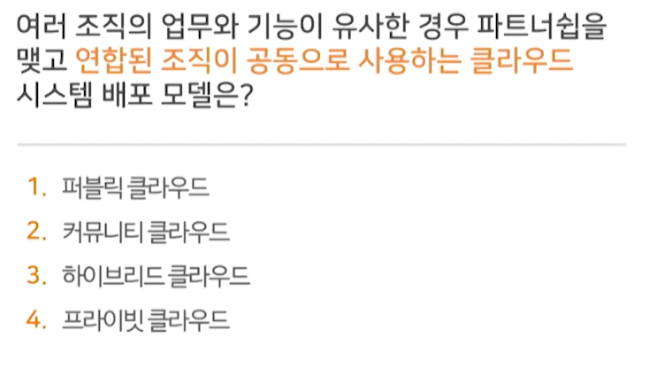 여러 조직의 업무와 기능이 유사한 경우 파트너쉽을
맺고 연합된 조직이 공동으로 사용하는 클라우드
시스템 배포 모델은?
1. 퍼블릭 클라우드
2. 커뮤니티 클라우드
3. 하이브리드 클라우드
4. 프라이빗 클라우드